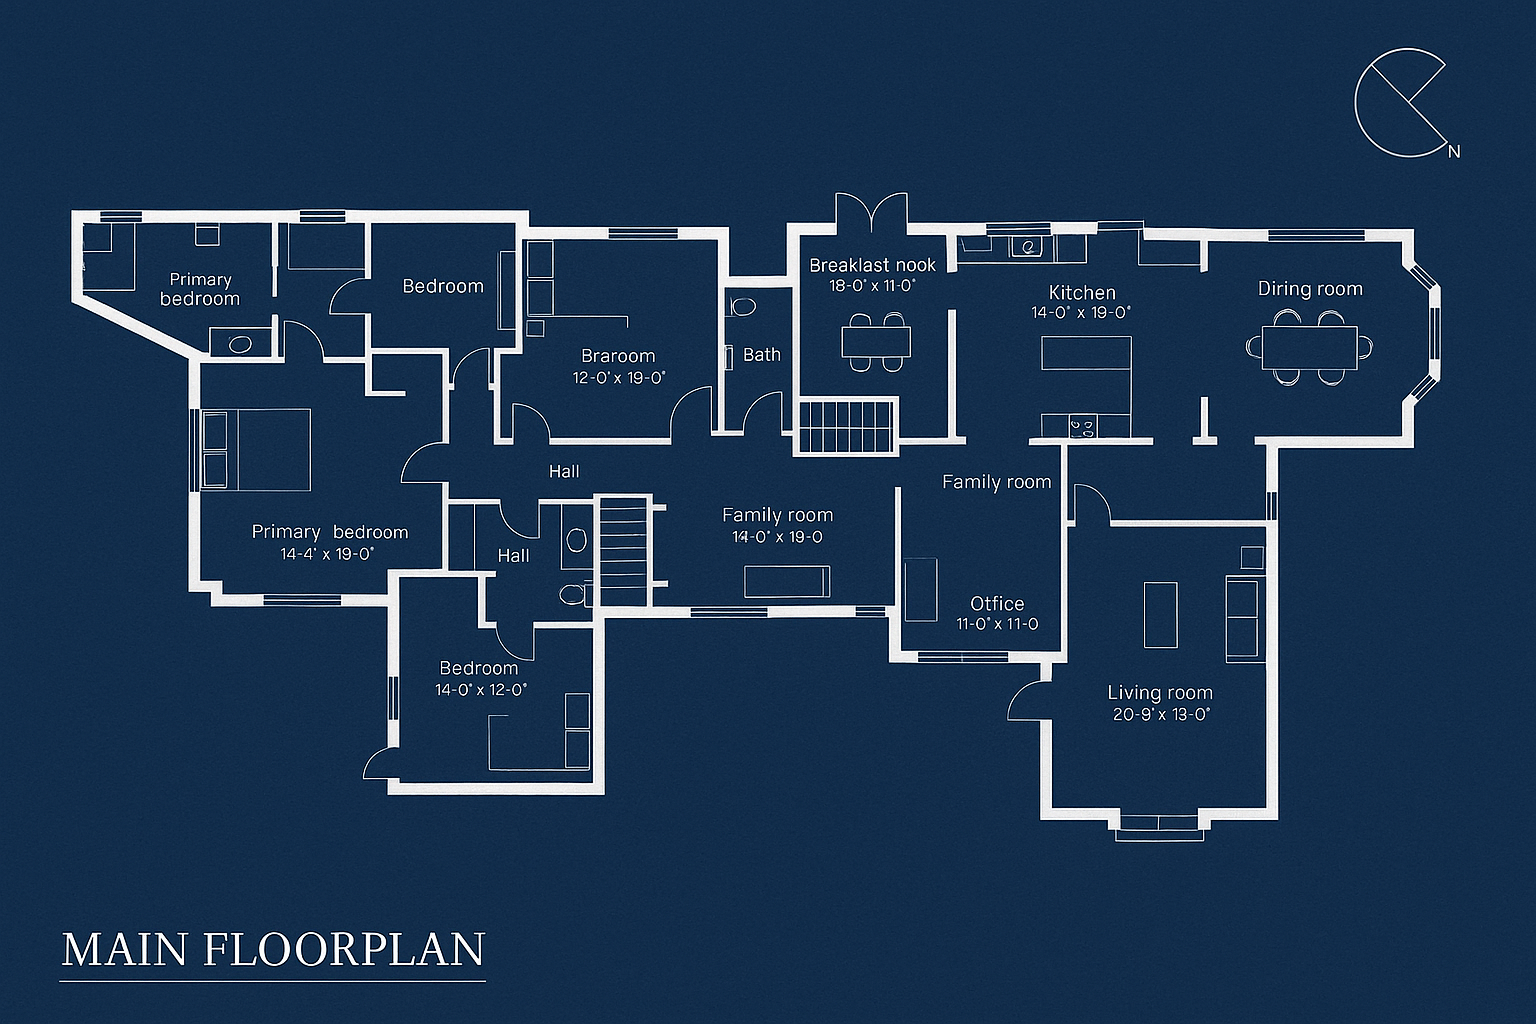 N
Primary
bedroom
Bedroom
Breaklast nook
18-0" x 11-0"
Kitchen
14-0" x 19-0"
Diring room
Braroom
12-0" x 19-0"
Bath
Hall
Family room
Family room
14-0" x 19-0
Primary bedroom
14-4' x 19-0"
Hall
Otfice
11-0" x 11-0
Bedroom
14-0" x 12-0"
Living room
20-9' x 13-0"
MAIN FLOORPLAN